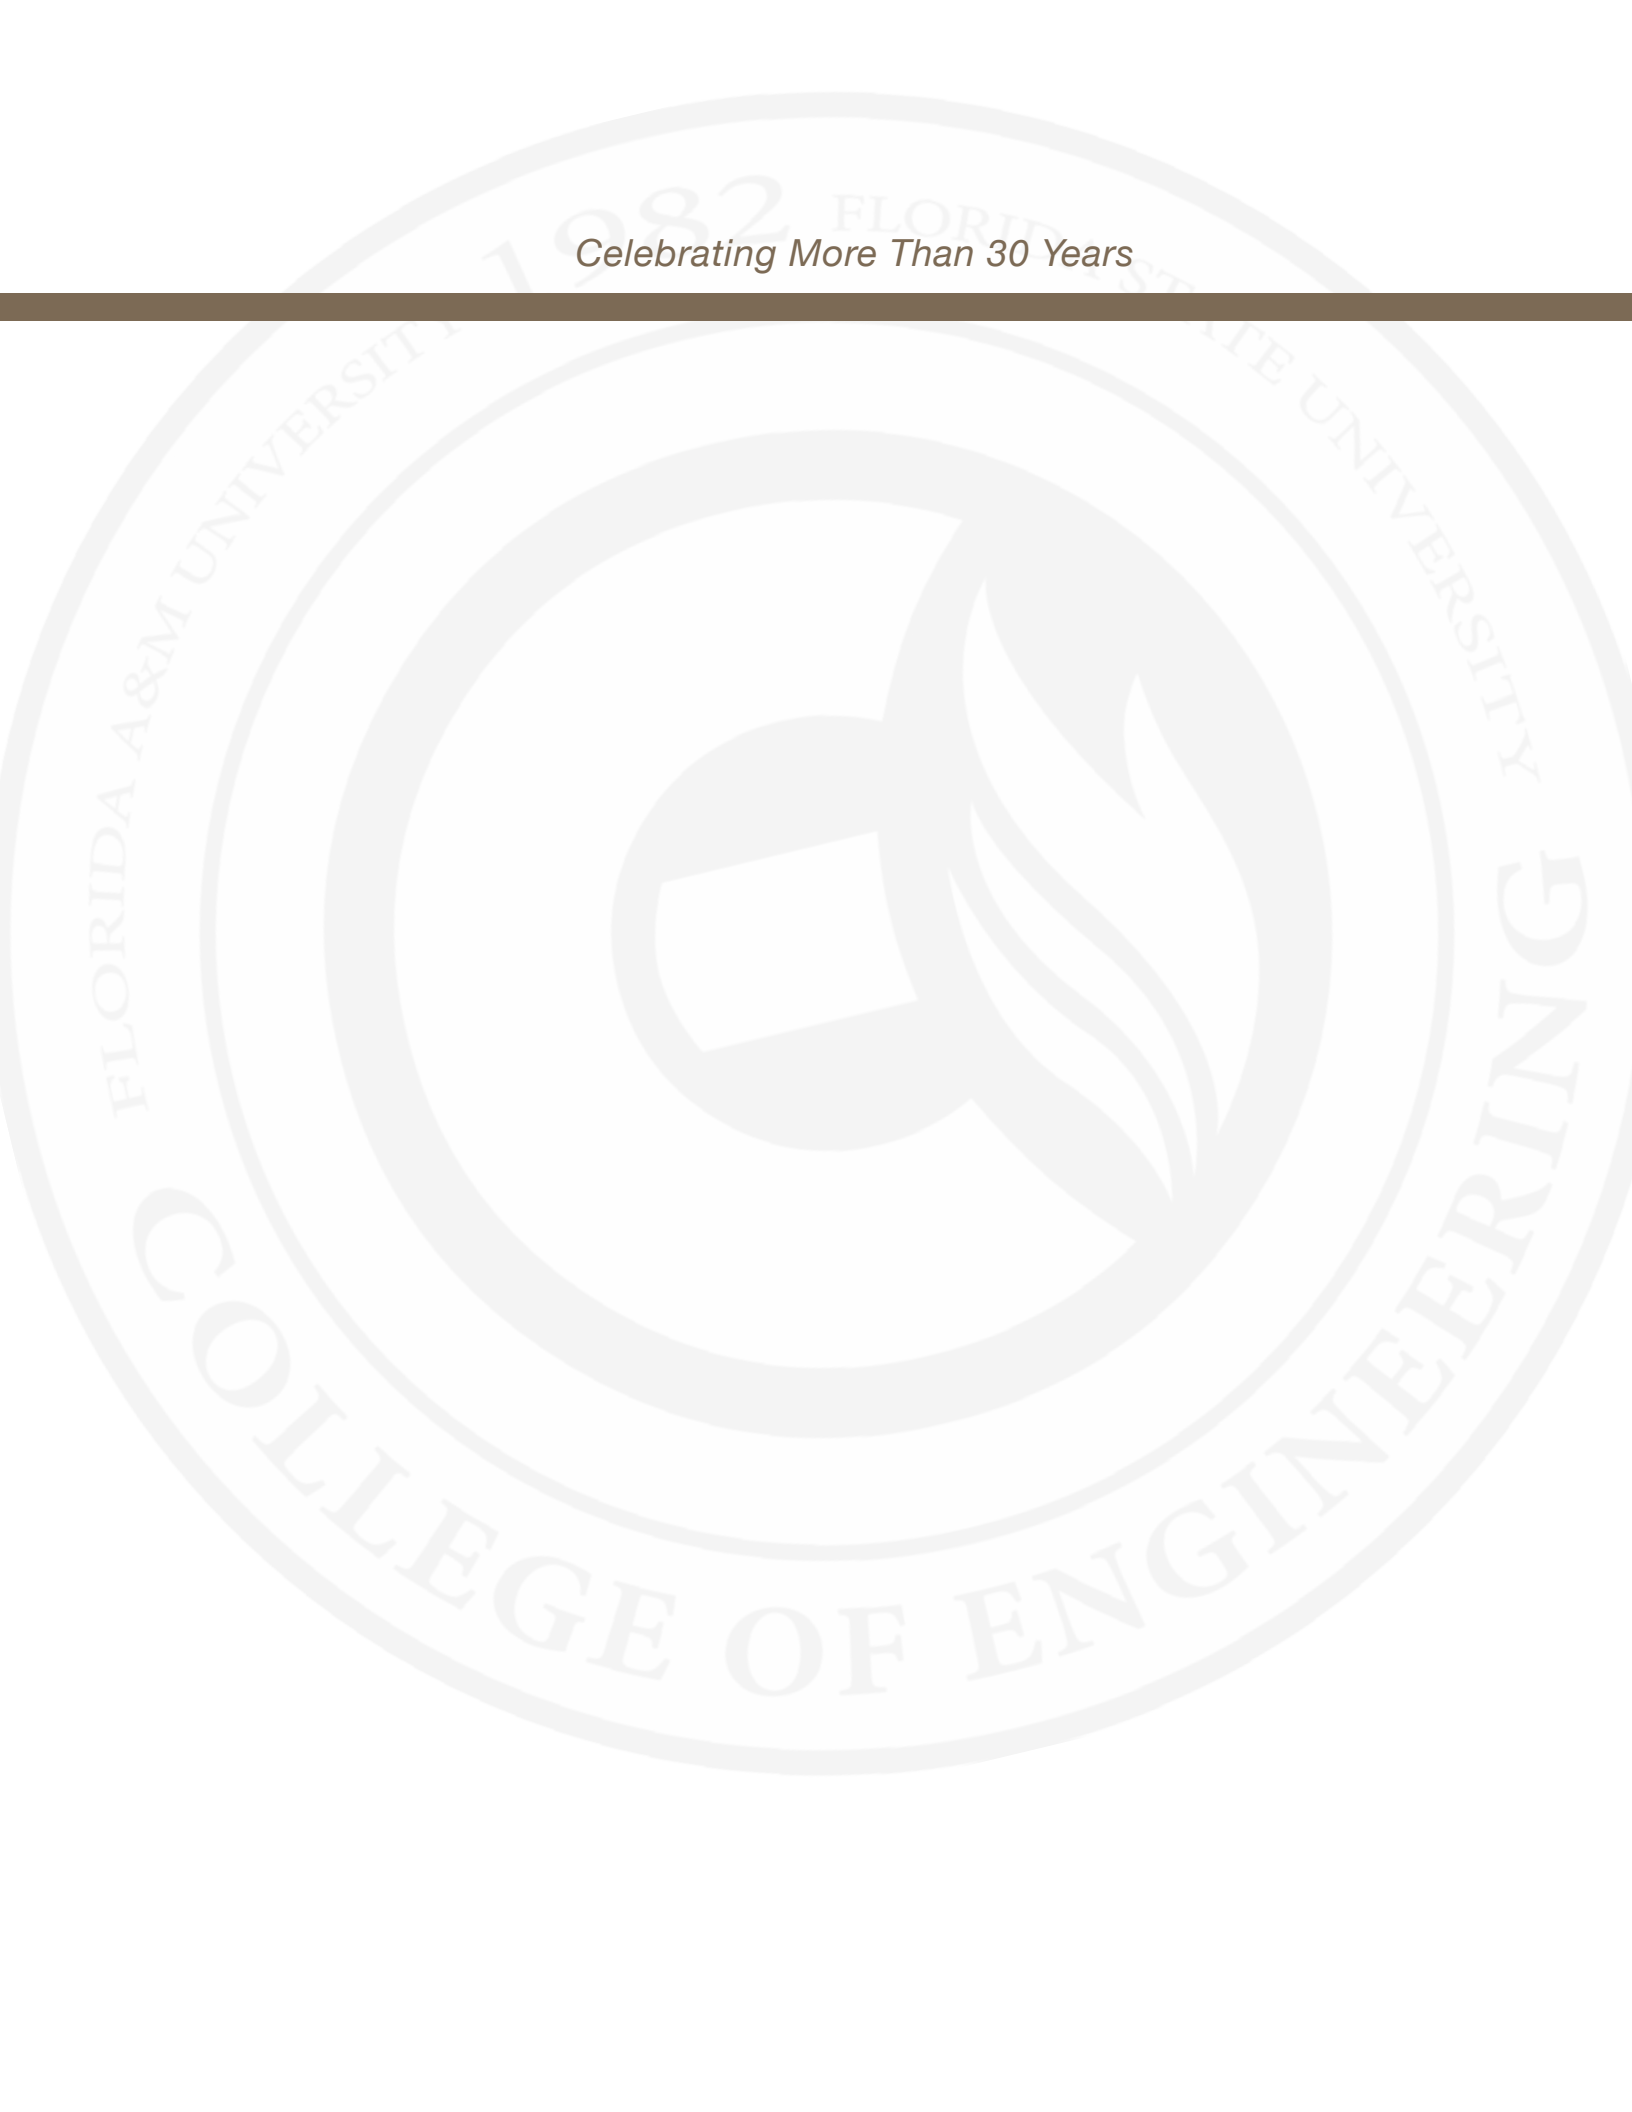 Celebrating More Than 30 Years
FLORIDA A&M UNIVERSITY 1982 FLORIDA STATE UNIVERSITY
COLLEGE OF ENGINEERING